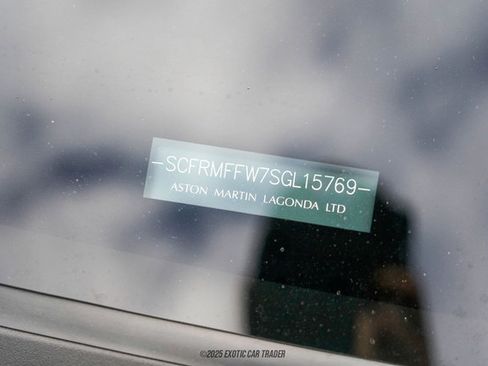 -SCFRMFFW7SGL15769-
ASTON MARTIN LAGONDA LTD
©2025 EXOTIC CAR TRADER